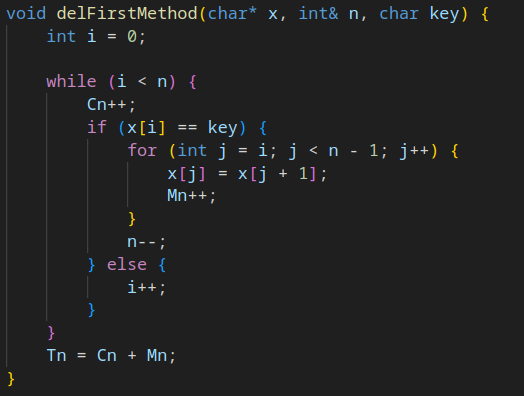 void delFirstMethod(char* x, int& n, char key) {
    int i = 0;

    while (i < n) {
        Cn++;
        if (x[i] == key) {
            for (int j = i; j < n - 1; j++) {
                x[j] = x[j + 1];
                Mn++;
            }
            n--;
        } else {
            i++;
        }
    }
    Tn = Cn + Mn;
}